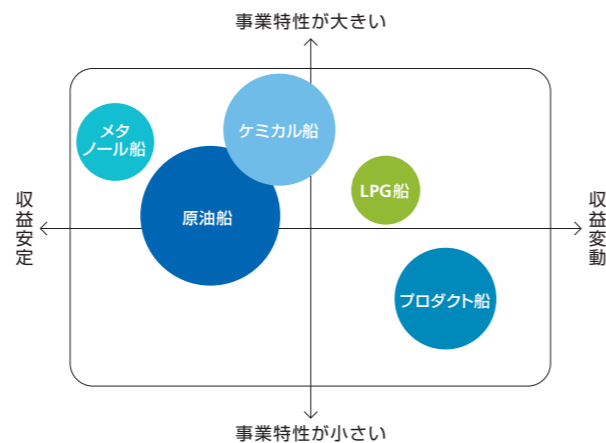 事業特性が大きい
メタ
ノール船
ケミカル船
LPG船
原油船
収益安定
収益変動
プロダクト船
事業特性が小さい